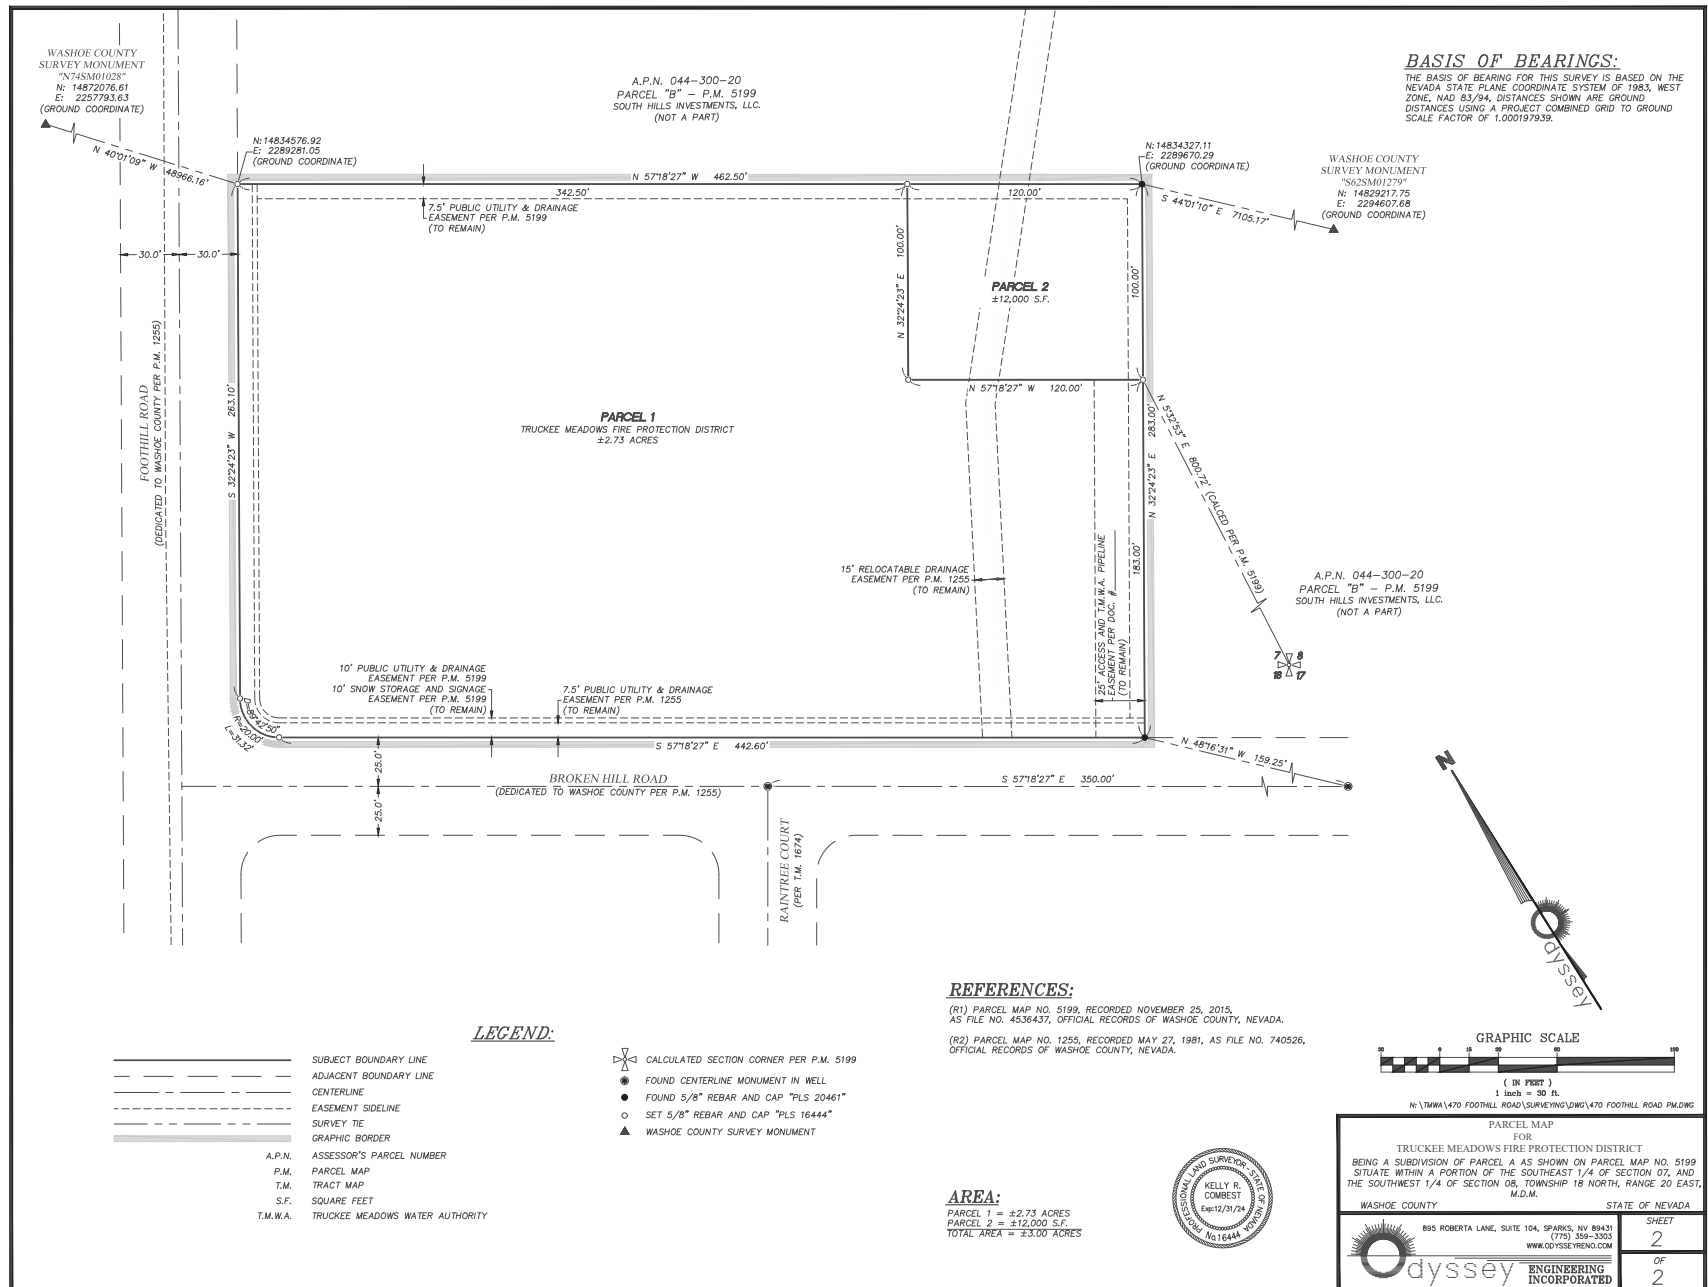 WASHOE COUNTY
SURVEY MONUMENT
"N74SM01028"
N: 14872076.61
E: 2257793.63
(GROUND COORDINATE)
N 40°01'09" W 48966.16'
N:14834576.92
E: 2289281.05
(GROUND COORDINATE)
A.P.N. 044-300-20
PARCEL "B" - P.M. 5199
SOUTH HILLS INVESTMENTS, LLC.
(NOT A PART)
N 57°18'27" W 462.50'
342.50'
120.00'
N:14834327.11
E: 2289670.29
(GROUND COORDINATE)
BASIS OF BEARINGS:
THE BASIS OF BEARING FOR THIS SURVEY IS BASED ON THE
NEVADA STATE PLANE COORDINATE SYSTEM OF 1983, WEST
ZONE, NAD 83/94, DISTANCES SHOWN ARE GROUND
DISTANCES USING A PROJECT COMBINED GRID TO GROUND
SCALE FACTOR OF 1.000197939.
WASHOE COUNTY
SURVEY MONUMENT
"S62SM01279"
N: 14829217.75
E: 2294607.68
(GROUND COORDINATE)
S 44°01'10" E 7105.17'
7.5' PUBLIC UTILITY & DRAINAGE
EASEMENT PER P.M. 5199
(TO REMAIN)
30.0'
30.0'
N 32°24'23" E 100.00'
100.00'
PARCEL 2
±12,000 S.F.
N 57°18'27" W 120.00'
FOOTHILL ROAD
(DEDICATED TO WASHOE COUNTY PER P.M. 1255)
S 32°24'23" W 263.10'
PARCEL 1
TRUCKEE MEADOWS FIRE PROTECTION DISTRICT
±2.73 ACRES
N 32°24'23" E 283.00'
183.00'
N 5°32'53" E 800.72' (CALCED PER P.M. 5199)
15' RELOCATABLE DRAINAGE
EASEMENT PER P.M. 1255
(TO REMAIN)
25' ACCESS AND T.M.W.A. PIPELINE
EASEMENT PER DOC. #
(TO REMAIN)
A.P.N. 044-300-20
PARCEL "B" - P.M. 5199
SOUTH HILLS INVESTMENTS, LLC.
(NOT A PART)
7 8
18 17
10' PUBLIC UTILITY & DRAINAGE
EASEMENT PER P.M. 5199
10' SNOW STORAGE AND SIGNAGE
EASEMENT PER P.M. 5199
(TO REMAIN)
7.5' PUBLIC UTILITY & DRAINAGE
EASEMENT PER P.M. 1255
(TO REMAIN)
D=89°42'50"
R=20.00'
L=31.32'
S 57°18'27" E 442.60'
N 48°16'31" W 159.25'
25.0'
25.0'
BROKEN HILL ROAD
(DEDICATED TO WASHOE COUNTY PER P.M. 1255)
S 57°18'27" E 350.00'
RAINTREE COURT
(PER T.M. 1674)
N
dyssey
LEGEND:
SUBJECT BOUNDARY LINE
ADJACENT BOUNDARY LINE
CENTERLINE
EASEMENT SIDELINE
SURVEY TIE
GRAPHIC BORDER
A.P.N. ASSESSOR'S PARCEL NUMBER
P.M. PARCEL MAP
T.M. TRACT MAP
S.F. SQUARE FEET
T.M.W.A. TRUCKEE MEADOWS WATER AUTHORITY
CALCULATED SECTION CORNER PER P.M. 5199
FOUND CENTERLINE MONUMENT IN WELL
FOUND 5/8" REBAR AND CAP "PLS 20461"
SET 5/8" REBAR AND CAP "PLS 16444"
WASHOE COUNTY SURVEY MONUMENT
REFERENCES:
(R1) PARCEL MAP NO. 5199, RECORDED NOVEMBER 25, 2015,
AS FILE NO. 4536437, OFFICIAL RECORDS OF WASHOE COUNTY, NEVADA.
(R2) PARCEL MAP NO. 1255, RECORDED MAY 27, 1981, AS FILE NO. 740526,
OFFICIAL RECORDS OF WASHOE COUNTY, NEVADA.
AREA:
PARCEL 1 = ±2.73 ACRES
PARCEL 2 = ±12,000 S.F.
TOTAL AREA = ±3.00 ACRES
PROFESSIONAL LAND SURVEYOR - STATE OF NEVADA
KELLY R.
COMBEST
Exp:12/31/24
No.16444
GRAPHIC SCALE
30 0 15 30 60 120
( IN FEET )
1 inch = 30 ft.
N:\TMWA\470 FOOTHILL ROAD\SURVEYING\DWG\470 FOOTHILL ROAD PM.DWG
PARCEL MAP
FOR
TRUCKEE MEADOWS FIRE PROTECTION DISTRICT
BEING A SUBDIVISION OF PARCEL A AS SHOWN ON PARCEL MAP NO. 5199
SITUATE WITHIN A PORTION OF THE SOUTHEAST 1/4 OF SECTION 07, AND
THE SOUTHWEST 1/4 OF SECTION 08, TOWNSHIP 18 NORTH, RANGE 20 EAST,
M.D.M.
WASHOE COUNTY STATE OF NEVADA
895 ROBERTA LANE, SUITE 104, SPARKS, NV 89431
(775) 359-3303
WWW.ODYSSEYRENO.COM
dyssey ENGINEERING
INCORPORATED
SHEET
2
OF
2